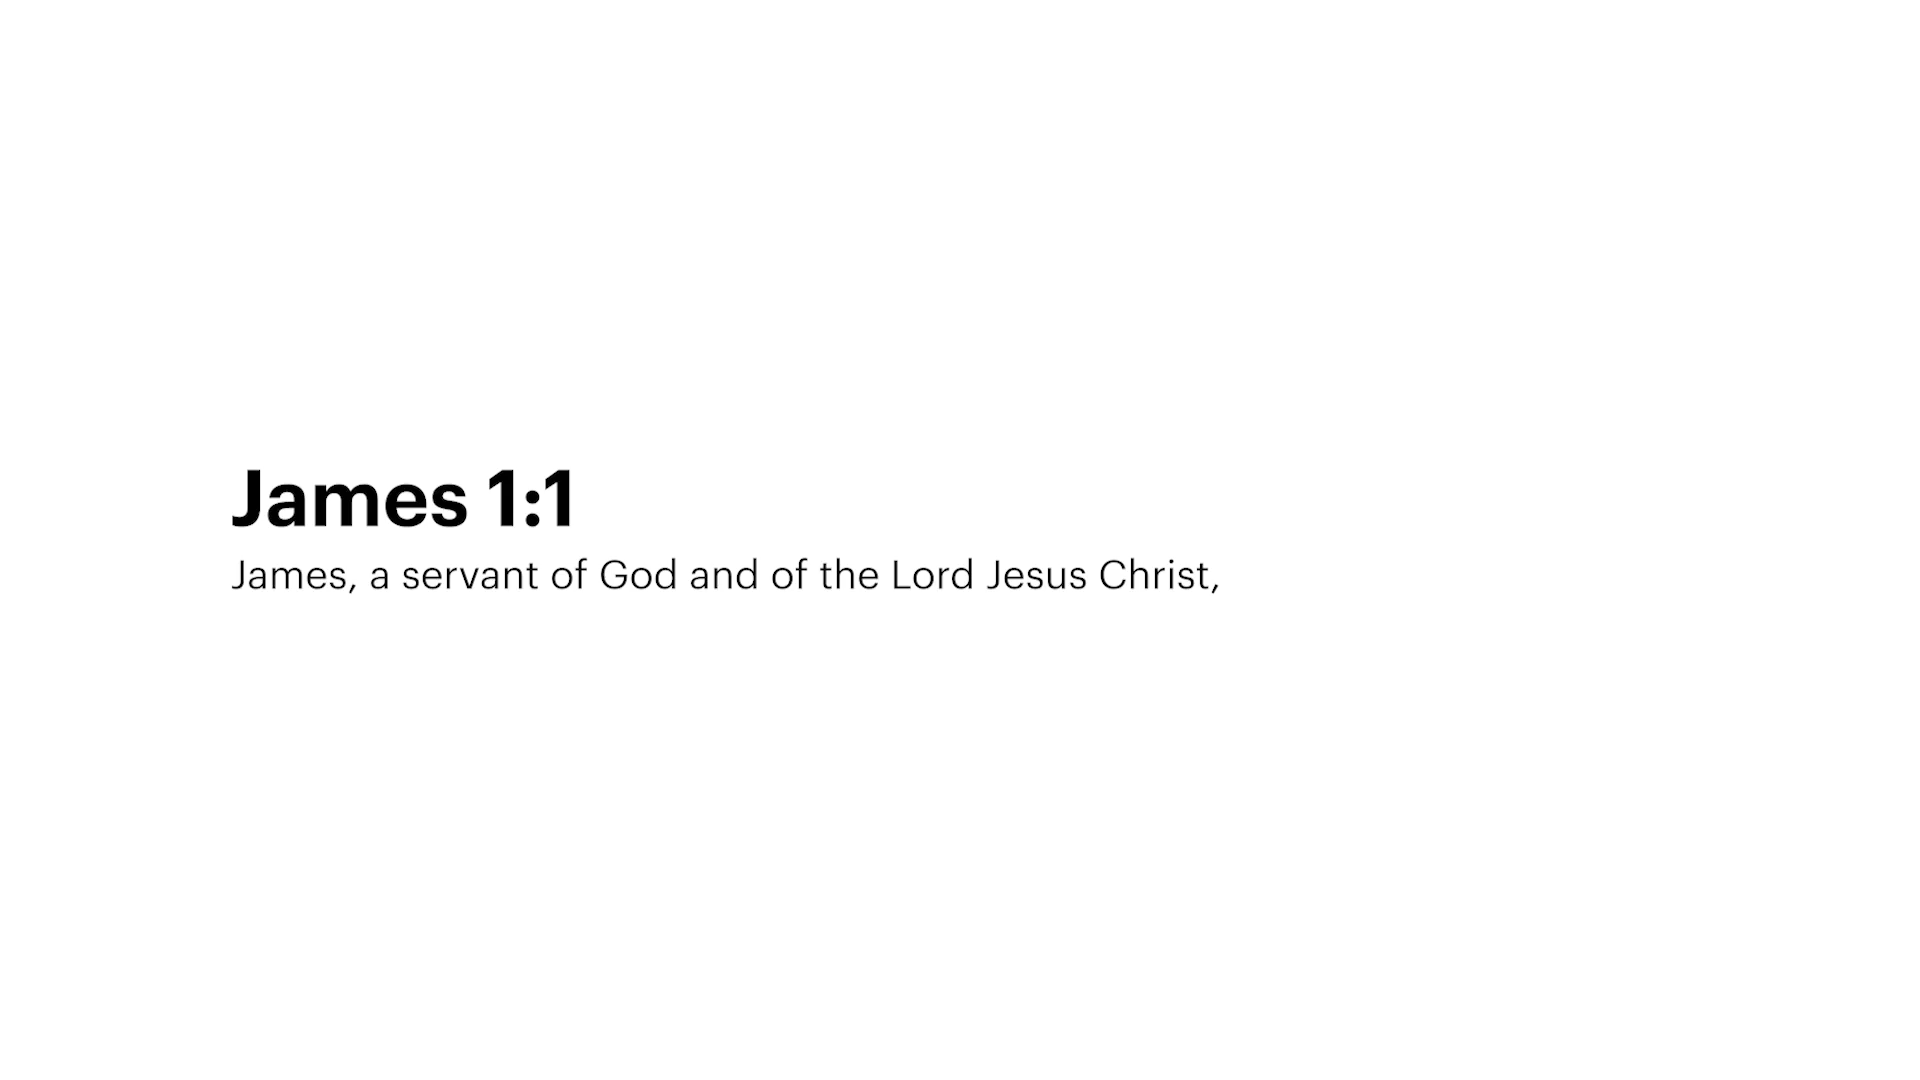 James 1:1
James, a servant of God and of the Lord Jesus Christ,